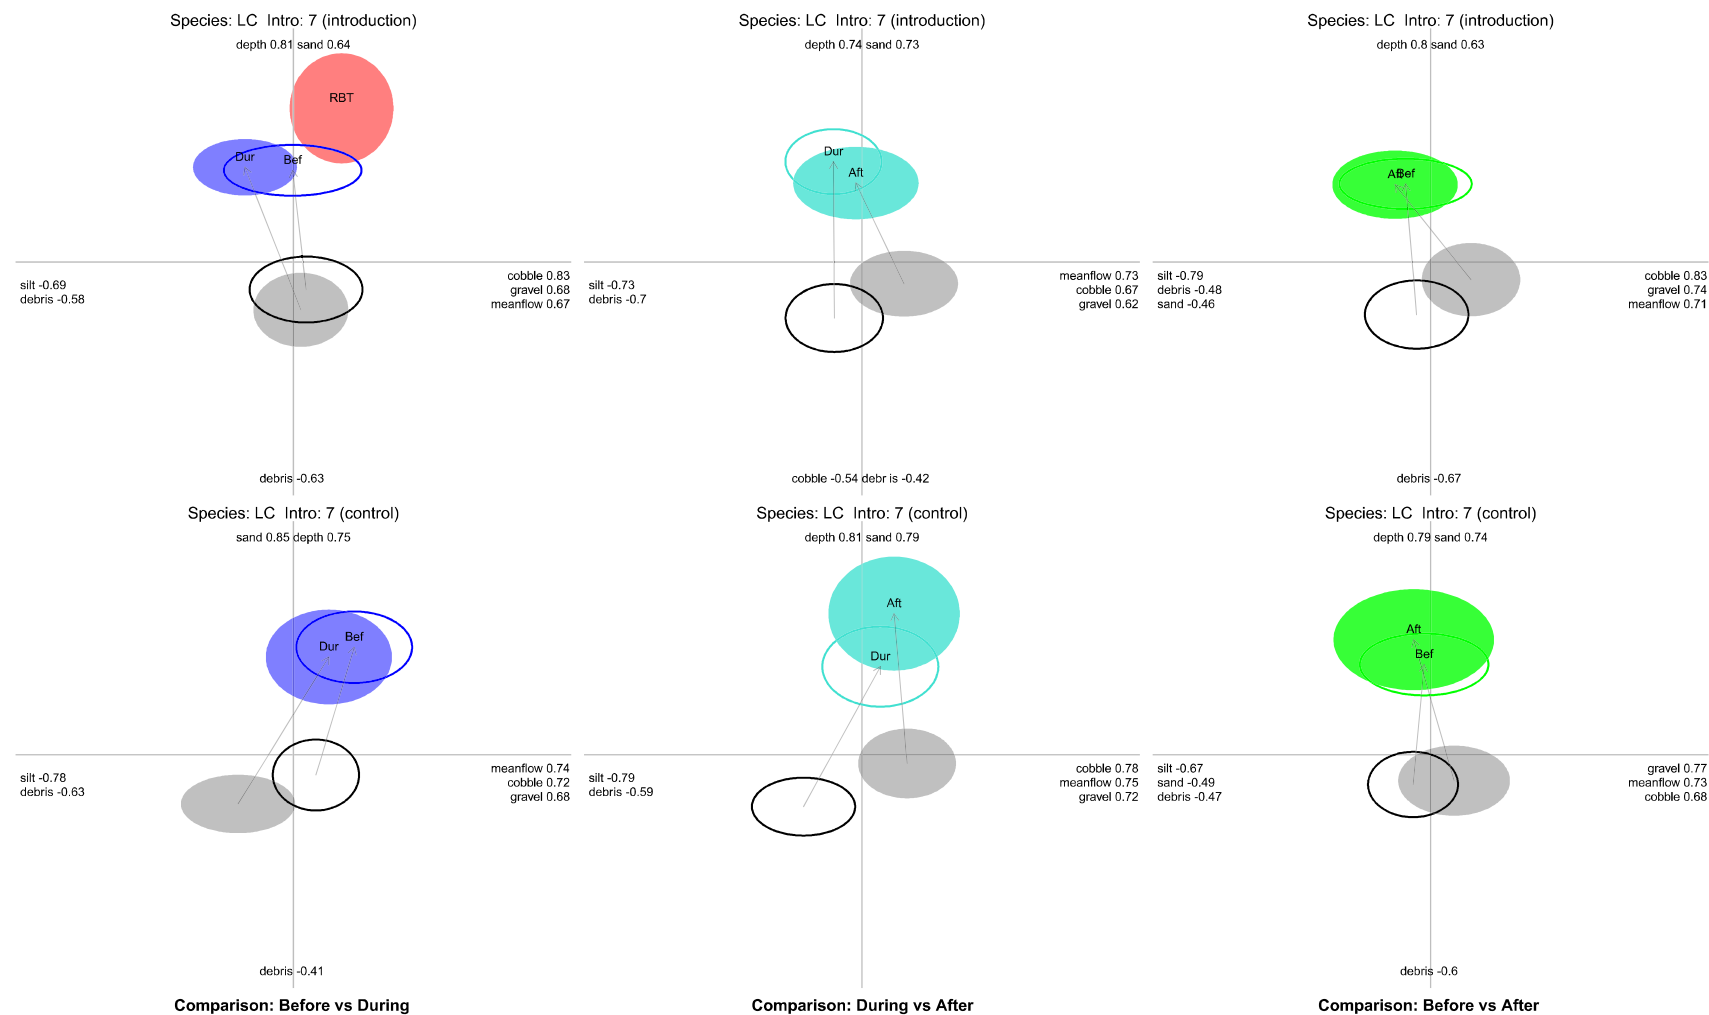 Species: LC  Intro: 7 (introduction)
depth 0.81 sand 0.64
RBT
Dur
Bef
silt -0.69
debris -0.58
cobble 0.83
gravel 0.68
meanflow 0.67
debris -0.63
Species: LC  Intro: 7 (introduction)
depth 0.74 sand 0.73
Dur
Aft
silt -0.73
debris -0.7
meanflow 0.73
cobble 0.67
gravel 0.62
cobble -0.54 debr is -0.42
Species: LC  Intro: 7 (introduction)
depth 0.8 sand 0.63
Aft
Bef
silt -0.79
debris -0.48
sand -0.46
cobble 0.83
gravel 0.74
meanflow 0.71
debris -0.67
Species: LC  Intro: 7 (control)
sand 0.85 depth 0.75
Bef
Dur
silt -0.78
debris -0.63
meanflow 0.74
cobble 0.72
gravel 0.68
debris -0.41
Comparison: Before vs During
Species: LC  Intro: 7 (control)
depth 0.81 sand 0.79
Aft
Dur
silt -0.79
debris -0.59
cobble 0.78
meanflow 0.75
gravel 0.72
Comparison: During vs After
Species: LC  Intro: 7 (control)
depth 0.79 sand 0.74
Aft
Bef
silt -0.67
sand -0.49
debris -0.47
gravel 0.77
meanflow 0.73
cobble 0.68
debris -0.6
Comparison: Before vs After